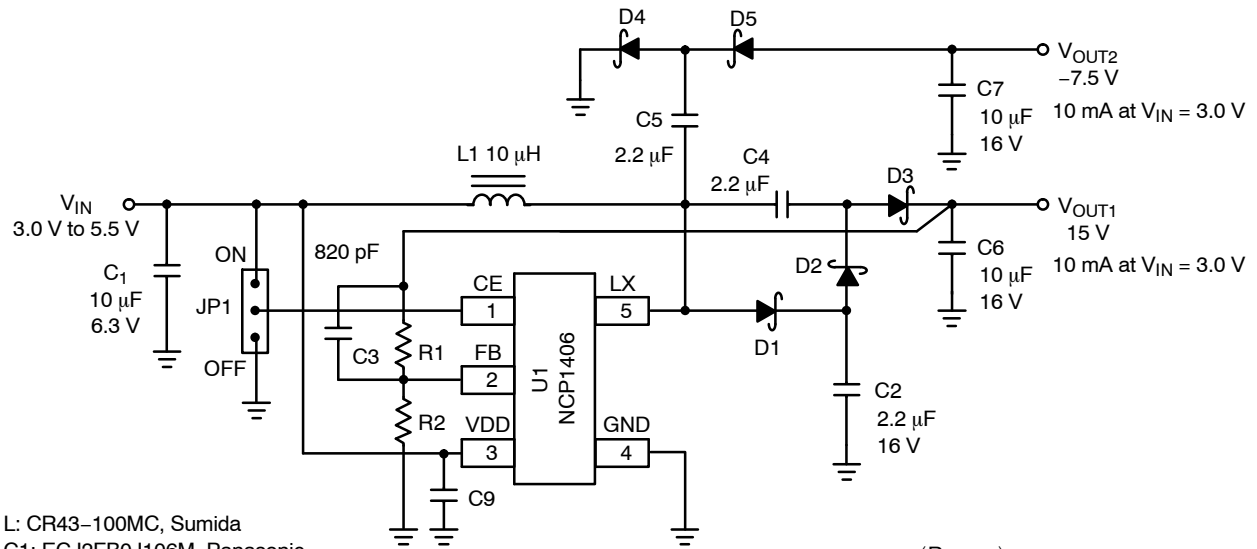 D4
D5
V_OUT2
−7.5 V
10 mA at V_IN = 3.0 V
C7
10 µF
16 V
C5
2.2 µF
L1 10 µH
C4
2.2 µF
D3
V_IN
3.0 V to 5.5 V
V_OUT1
15 V
10 mA at V_IN = 3.0 V
C6
10 µF
16 V
ON
820 pF
C1
10 µF
6.3 V
JP1
OFF
CE
1
LX
5
D2
D1
C3
R1
FB
2
U1
NCP1406
R2
VDD
3
GND
4
C2
2.2 µF
16 V
C9
L: CR43−100MC, Sumida